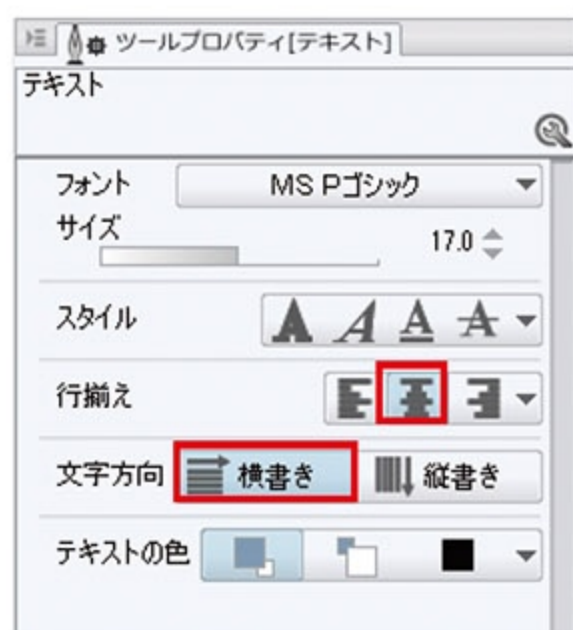 ツールプロパティ[テキスト]
テキスト
フォント MS Pゴシック
サイズ 17.0
スタイル A A A A
行揃え
文字方向 横書き 縦書き
テキストの色